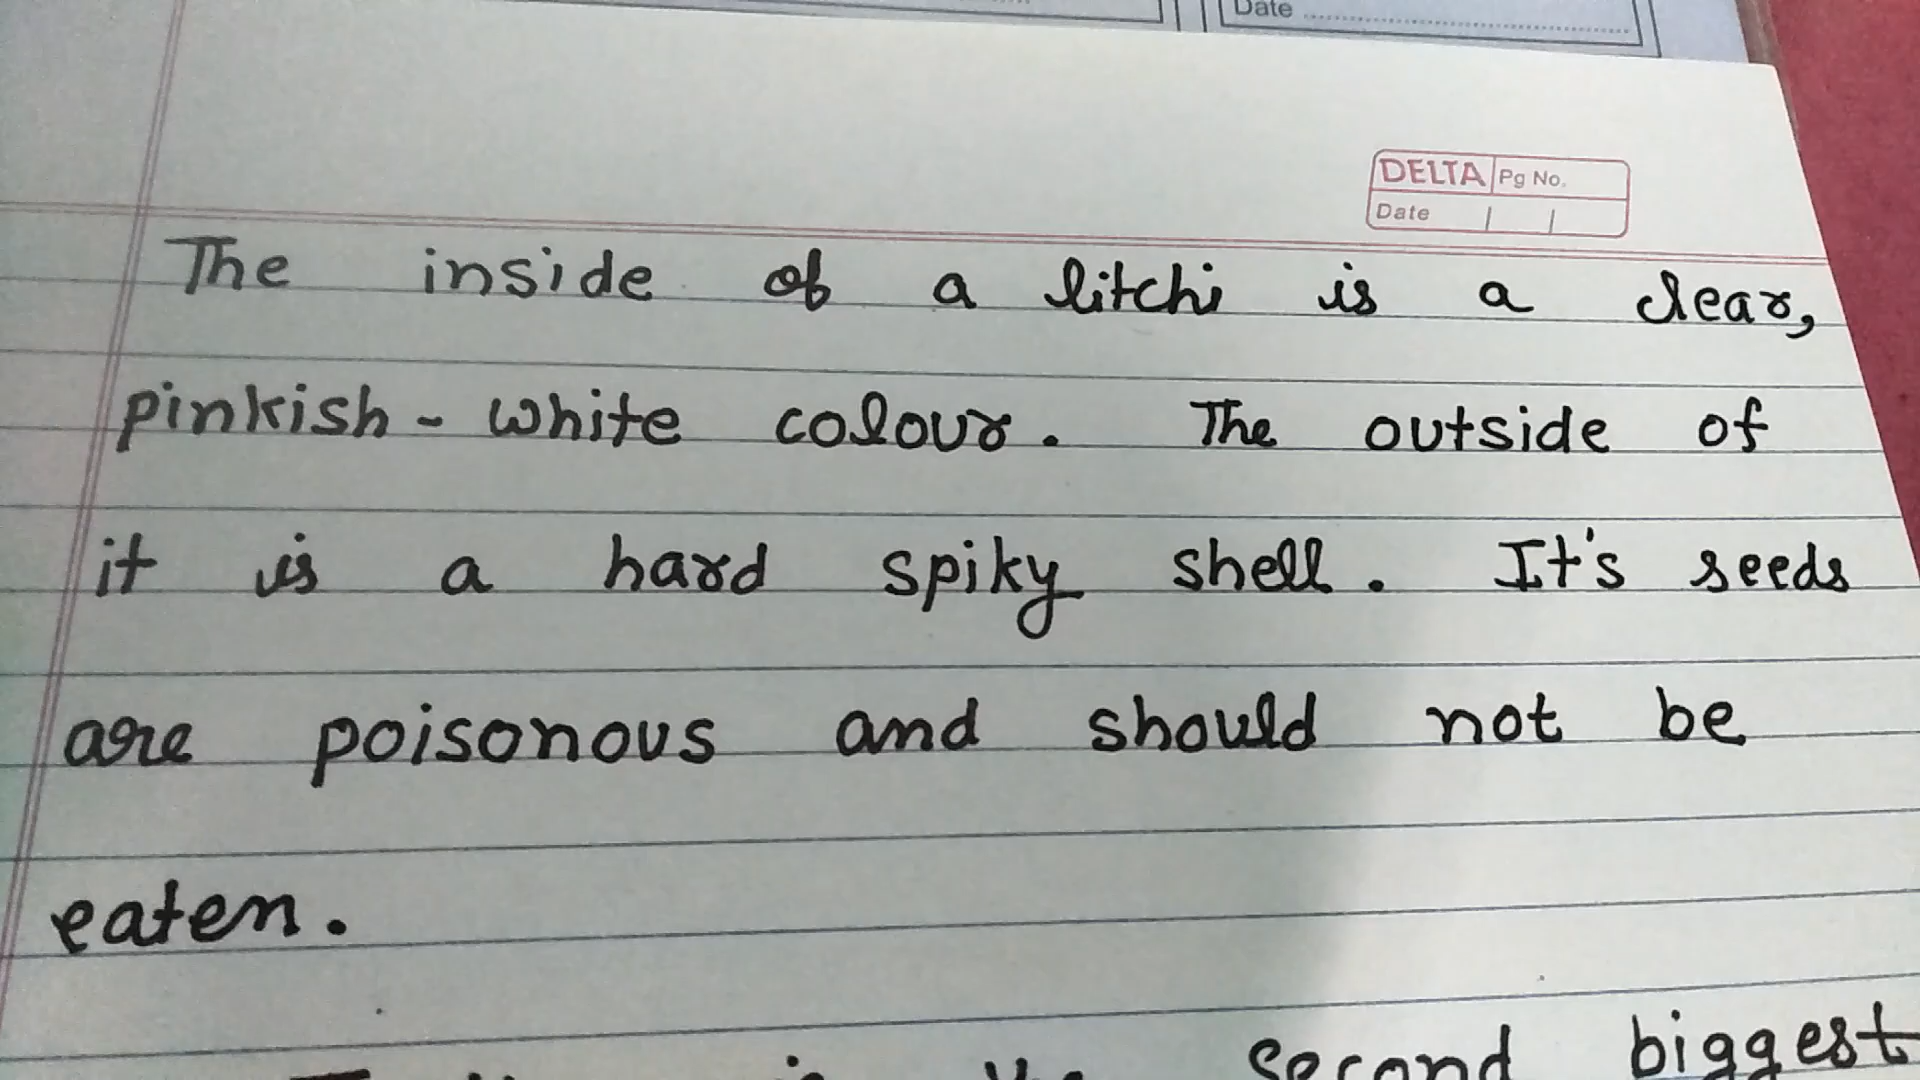 Date
DELTA Pg No.
Date
The inside of a litchi is a clear,
pinkish-white colour. The outside of
it is a hard spiky shell. It's seeds
are poisonous and should not be
eaten.
second biggest